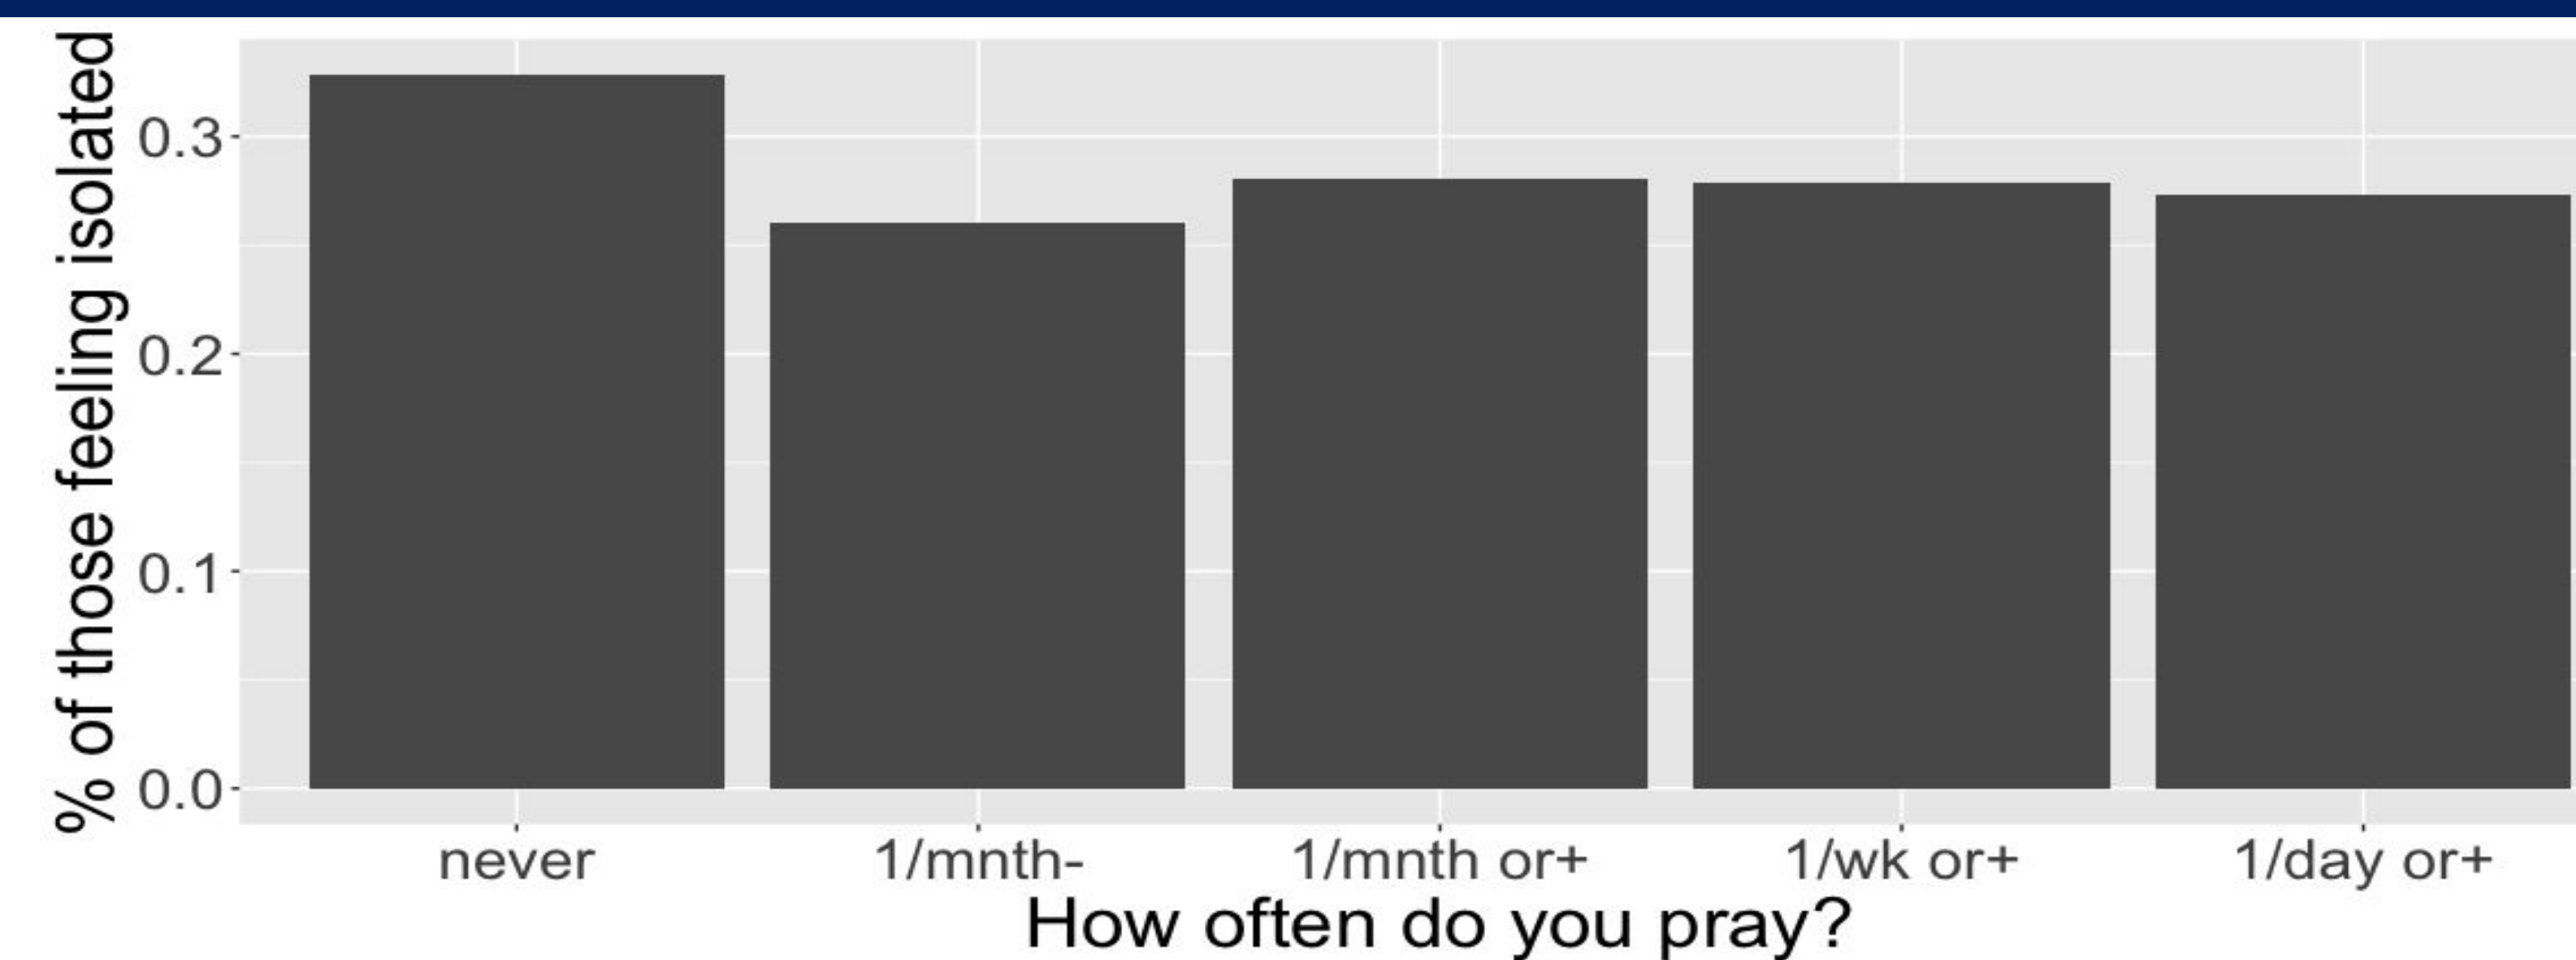 % of those feeling isolated
0.3
0.2
0.1
0.0
never
1/mnth-
1/mnth or+
1/wk or+
1/day or+
How often do you pray?